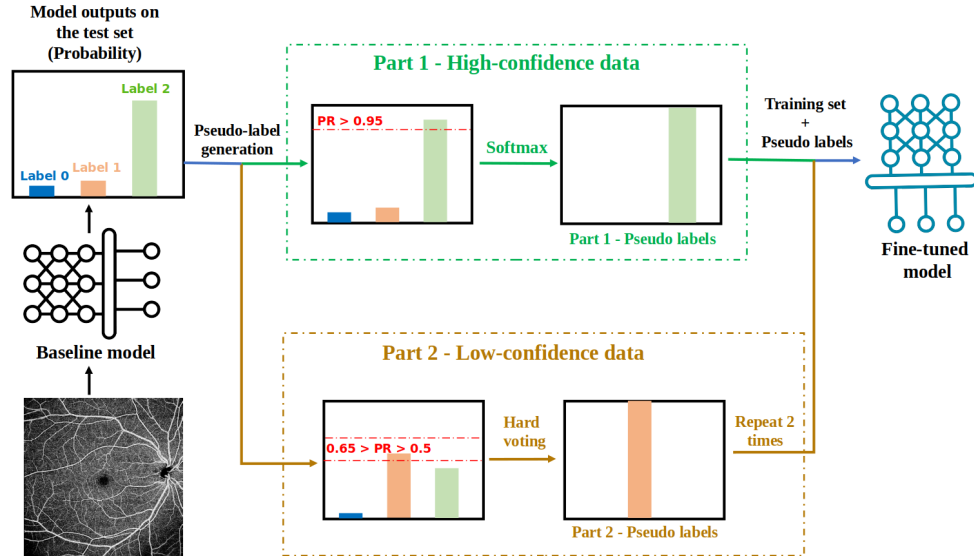 Model outputs on
the test set
(Probability)
Label 2
Label 1
Label 0
Pseudo-label
generation
Part 1 - High-confidence data
PR > 0.95
Softmax
Part 1 - Pseudo labels
Training set
+
Pseudo labels
Fine-tuned
model
Baseline model
Part 2 - Low-confidence data
0.65 > PR > 0.5
Hard
voting
Part 2 - Pseudo labels
Repeat 2
times